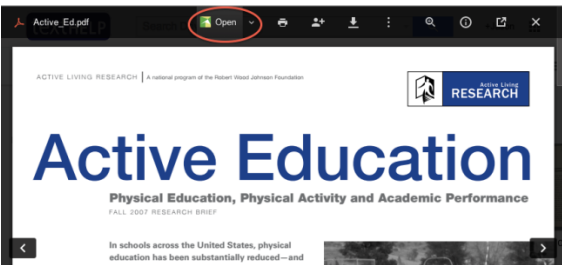 Active_Ed.pdf
Open
ACTIVE LIVING RESEARCH | A national program of the Robert Wood Johnson Foundation
Active Living
RESEARCH
Active Education
Physical Education, Physical Activity and Academic Performance
FALL 2007 RESEARCH BRIEF
In schools across the United States, physical
education has been substantially reduced—and